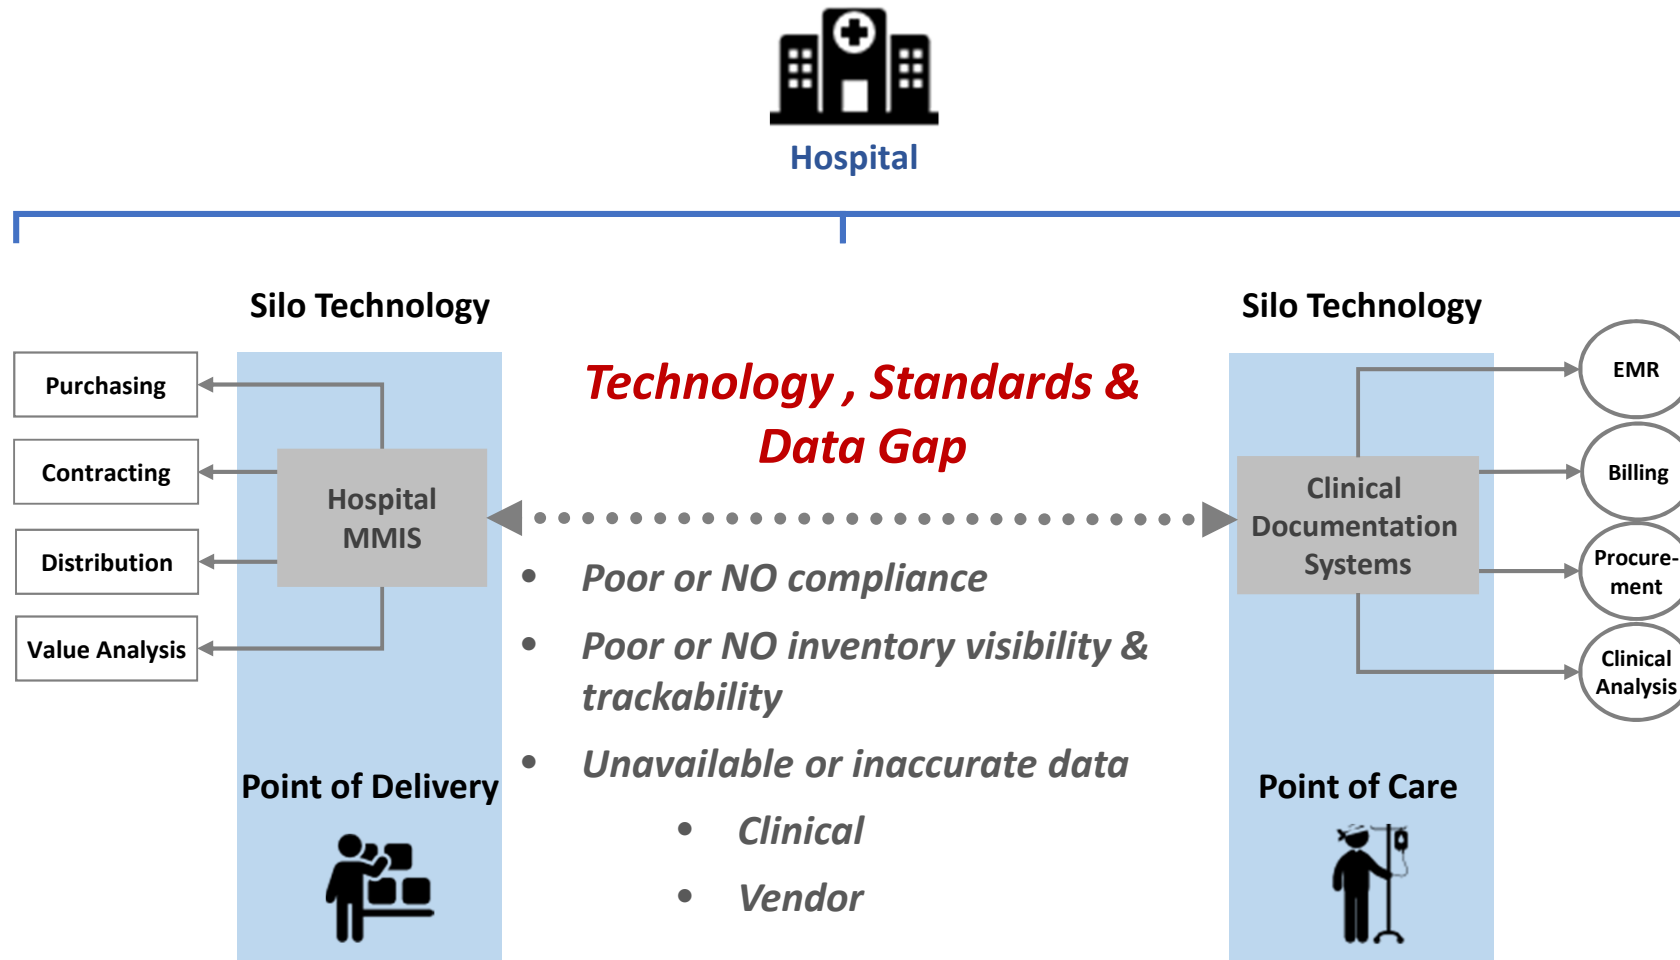 Hospital
Silo Technology
Purchasing
Contracting
Distribution
Value Analysis
Hospital
MMIS
Point of Delivery
Technology , Standards &
Data Gap
• Poor or NO compliance
• Poor or NO inventory visibility &
trackability
• Unavailable or inaccurate data
• Clinical
• Vendor
Silo Technology
Clinical
Documentation
Systems
EMR
Billing
Procure-
ment
Clinical
Analysis
Point of Care